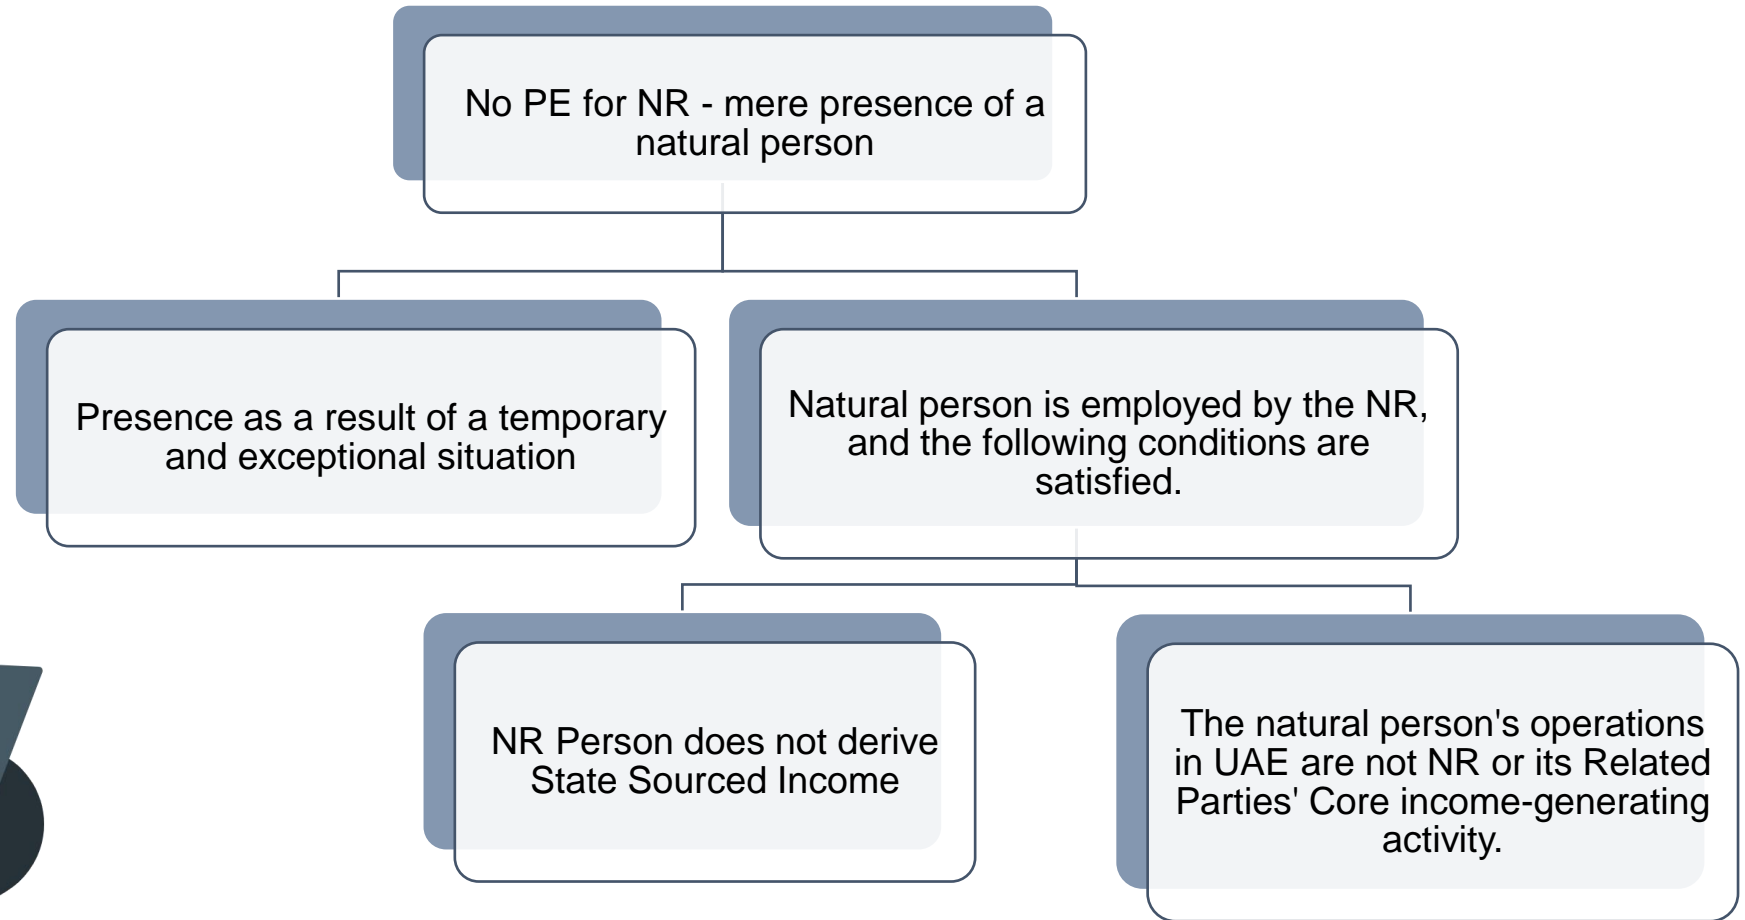 No PE for NR - mere presence of a
natural person
Presence as a result of a temporary
and exceptional situation
Natural person is employed by the NR,
and the following conditions are
satisfied.
NR Person does not derive
State Sourced Income
The natural person's operations
in UAE are not NR or its Related
Parties' Core income-generating
activity.